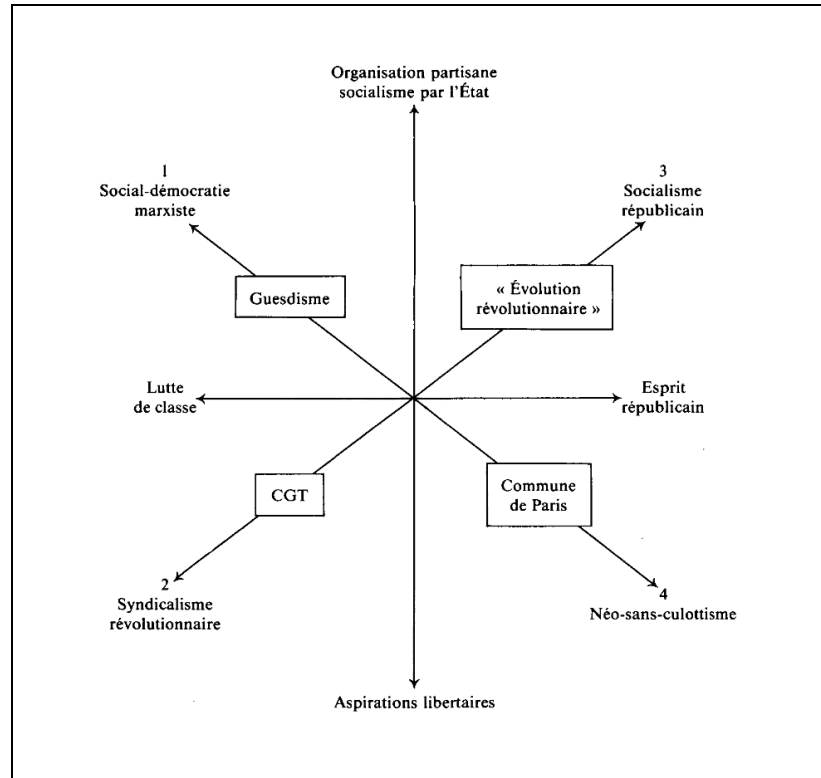 Organisation partisane
socialisme par l'État
1
Social-démocratie
marxiste
3
Socialisme
républicain
Guesdisme
« Évolution
révolutionnaire »
Lutte
de classe
Esprit
républicain
CGT
Commune
de Paris
2
Syndicalisme
révolutionnaire
4
Néo-sans-culottisme
Aspirations libertaires